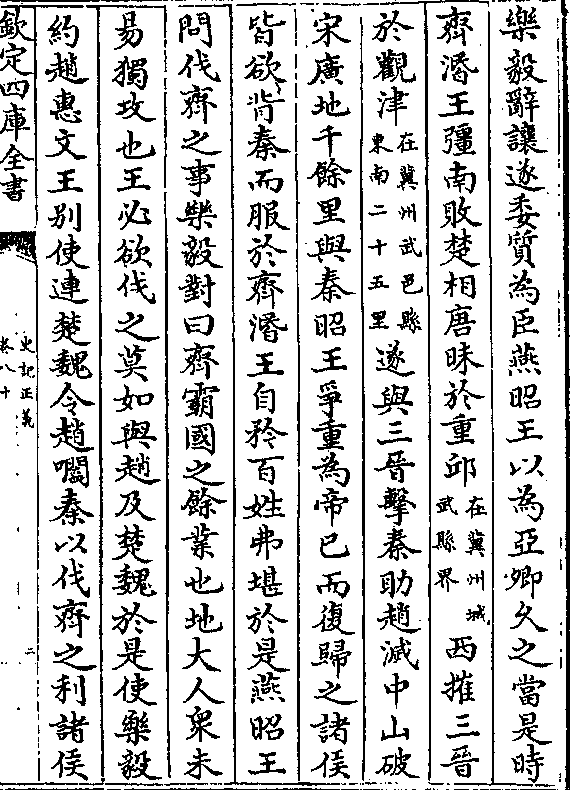 樂毅辭讓遂委質為臣燕昭王以為亞卿久之當是時
齊湣王彊南敗楚相唐昧於重邱在冀州城武縣界西摧三晉
於觀津在冀州武邑縣東南二十五里遂與三晉擊秦助趙滅中山破
宋廣地千餘里與秦昭王爭重為帝已而復歸之諸侯
皆欲背秦而服於齊湣王自矜百姓弗堪於是燕昭王
問伐齊之事樂毅對曰齊霸國之餘業也地大人衆未
易獨攻也王必欲伐之莫如與趙及楚魏於是使樂毅
約趙惠文王別使連楚魏令趙嚪秦以伐齊之利諸侯
欽定四庫全書
史記正義
卷八十
二